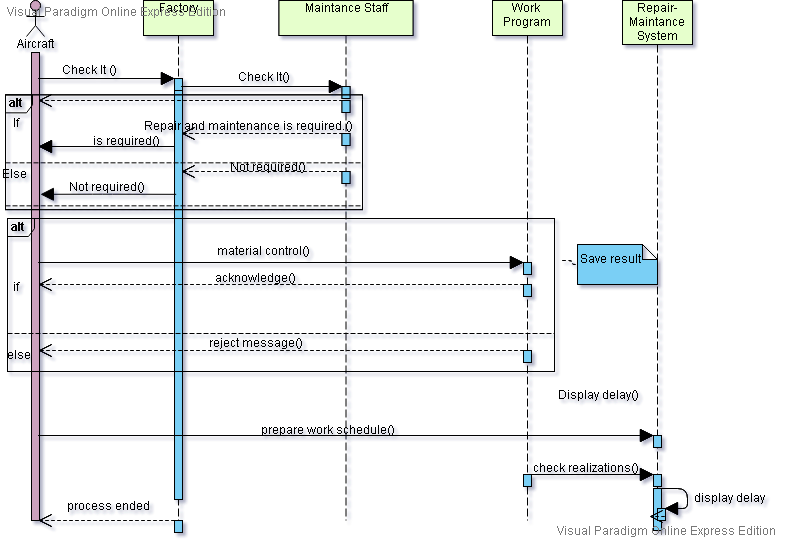 Visual Paradigm Online Express Edition
Factory
Maintance Staff
Work
Program
Repair-
Maintance
System
Aircraft
Check It ()
Check It()
alt
If
Repair and maintenance is required ()
is required()
Else
Not required()
Not required()
alt
material control()
Save result
if
acknowledge()
else
reject message()
Display delay()
prepare work schedule()
check realizations()
display delay
process ended
Visual Paradigm Online Express Edition